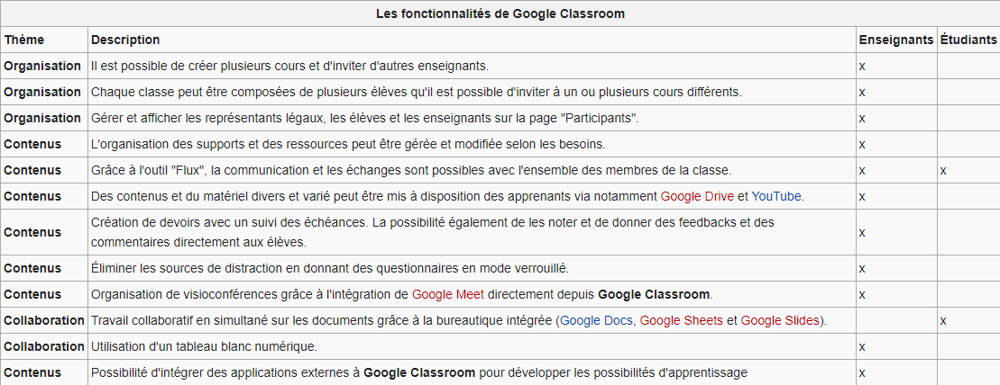 Les fonctionnalités de Google Classroom
Thème Description Enseignants Étudiants
Organisation Il est possible de créer plusieurs cours et d'inviter d'autres enseignants. x
Organisation Chaque classe peut être composées de plusieurs élèves qu'il est possible d'inviter à un ou plusieurs cours différents. x
Organisation Gérer et afficher les représentants légaux, les élèves et les enseignants sur la page "Participants". x
Contenus L'organisation des supports et des ressources peut être gérée et modifiée selon les besoins. x
Contenus Grâce à l'outil "Flux", la communication et les échanges sont possibles avec l'ensemble des membres de la classe. x x
Contenus Des contenus et du matériel divers et varié peut être mis à disposition des apprenants via notamment Google Drive et YouTube. x
Contenus Création de devoirs avec un suivi des échéances. La possibilité également de les noter et de donner des feedbacks et des
commentaires directement aux élèves. x
Contenus Éliminer les sources de distraction en donnant des questionnaires en mode verrouillé. x
Contenus Organisation de visioconférences grâce à l'intégration de Google Meet directement depuis Google Classroom. x
Collaboration Travail collaboratif en simultané sur les documents grâce à la bureautique intégrée (Google Docs, Google Sheets et Google Slides). x
Collaboration Utilisation d'un tableau blanc numérique. x
Contenus Possibilité d'intégrer des applications externes à Google Classroom pour développer les possibilités d'apprentissage x